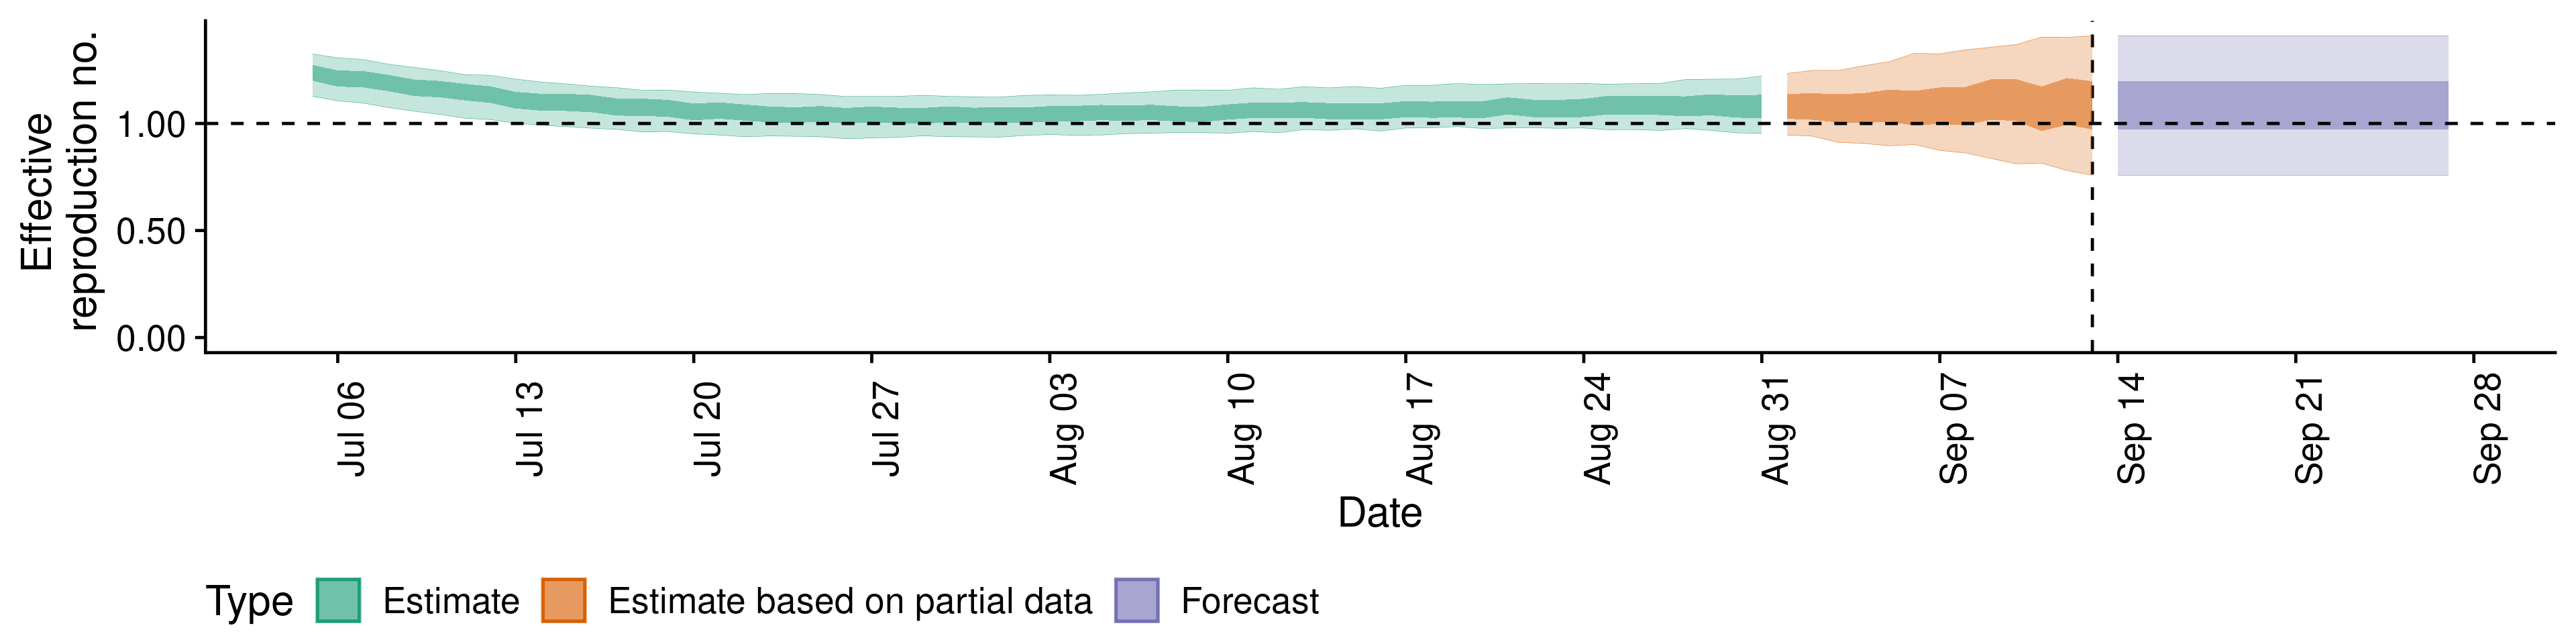 Effective
reproduction no.
1.00
0.50
0.00
Jul 06
Jul 13
Jul 20
Jul 27
Aug 03
Aug 10
Aug 17
Aug 24
Aug 31
Sep 07
Sep 14
Sep 21
Sep 28
Date
Type Estimate Estimate based on partial data Forecast